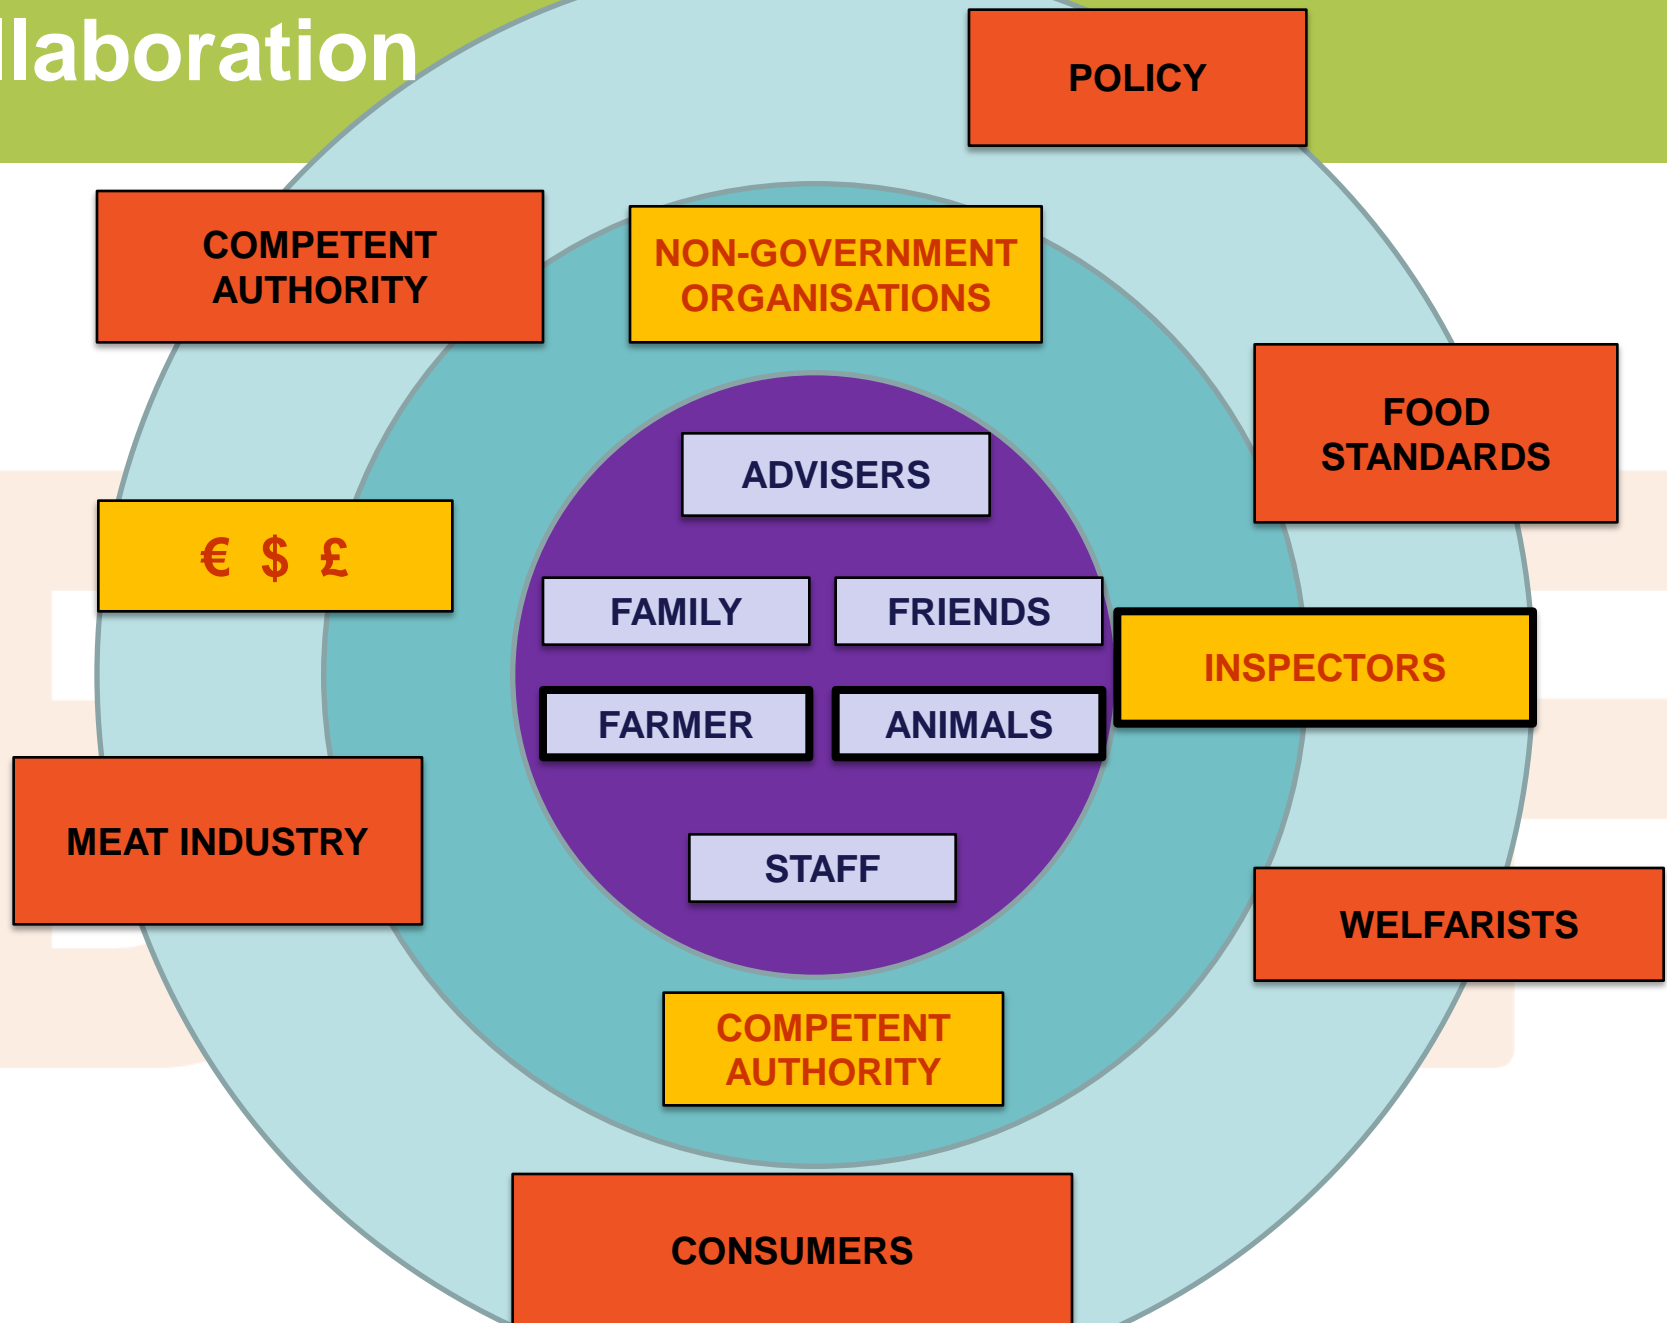 llaboration
POLICY
COMPETENT
AUTHORITY
NON-GOVERNMENT
ORGANISATIONS
FOOD
STANDARDS
ADVISERS
€ $ £
FAMILY
FRIENDS
INSPECTORS
FARMER
ANIMALS
MEAT INDUSTRY
STAFF
WELFARISTS
COMPETENT
AUTHORITY
CONSUMERS